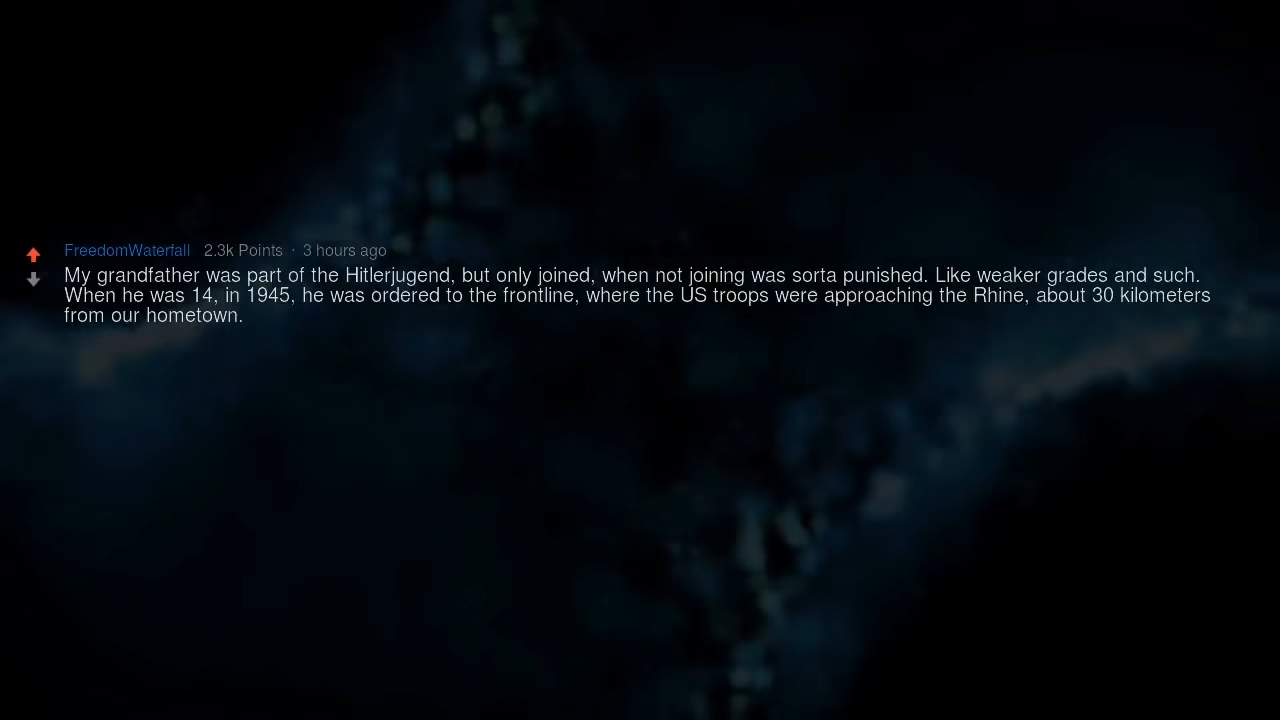 FreedomWaterfall 2.3k Points · 3 hours ago
My grandfather was part of the Hitlerjugend, but only joined, when not joining was sorta punished. Like weaker grades and such.
When he was 14, in 1945, he was ordered to the frontline, where the US troops were approaching the Rhine, about 30 kilometers
from our hometown.